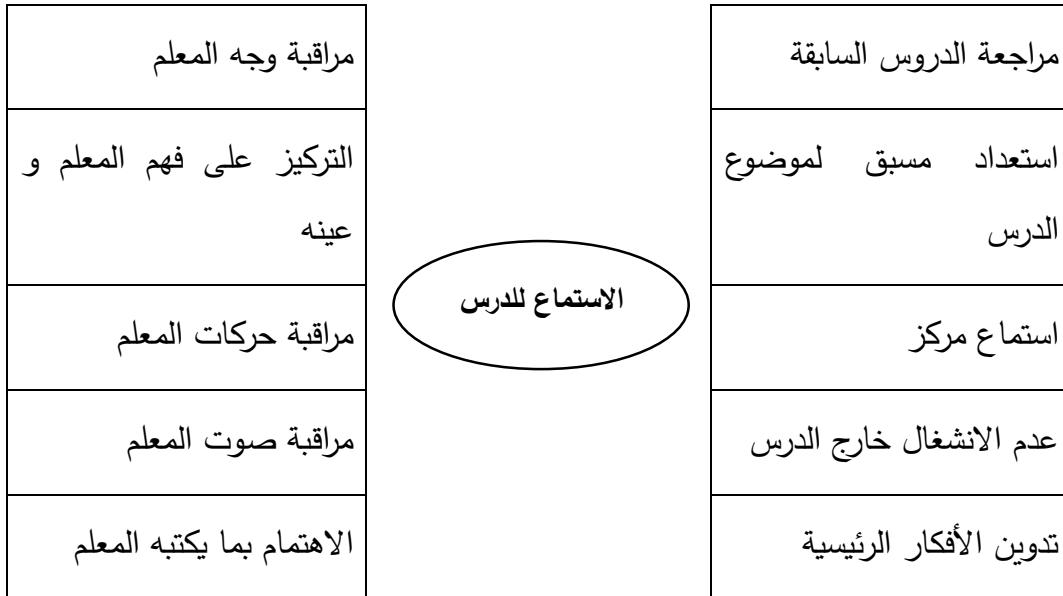 مراجعة الدروس السابقة
استعداد مسبق لموضوع
الدرس
استماع مركز
عدم الانشغال خارج الدرس
تدوين الأفكار الرئيسية
الاستماع للدرس
مراقبة وجه المعلم
التركيز على فهم المعلم و
عينه
مراقبة حركات المعلم
مراقبة صوت المعلم
الاهتمام بما يكتبه المعلم